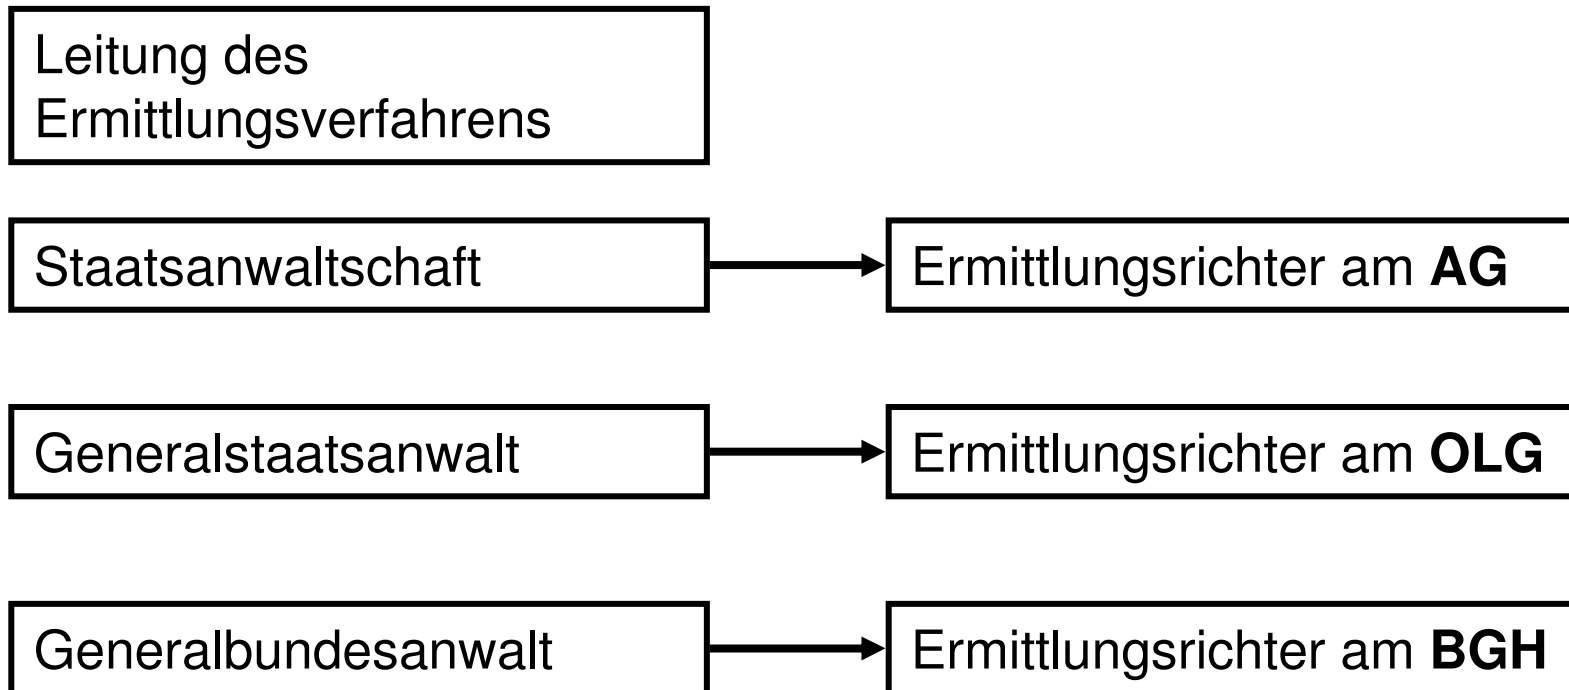 Leitung des
Ermittlungsverfahrens
Staatsanwaltschaft
Ermittlungsrichter am AG
Generalstaatsanwalt
Ermittlungsrichter am OLG
Generalbundesanwalt
Ermittlungsrichter am BGH